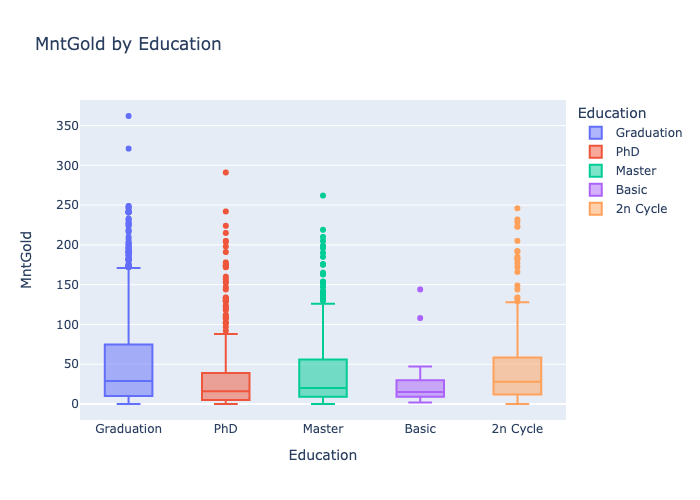 MntGold by Education
Education
Graduation
PhD
Master
Basic
2n Cycle
MntGold
350
300
250
200
150
100
50
0
Graduation PhD Master Basic 2n Cycle
Education